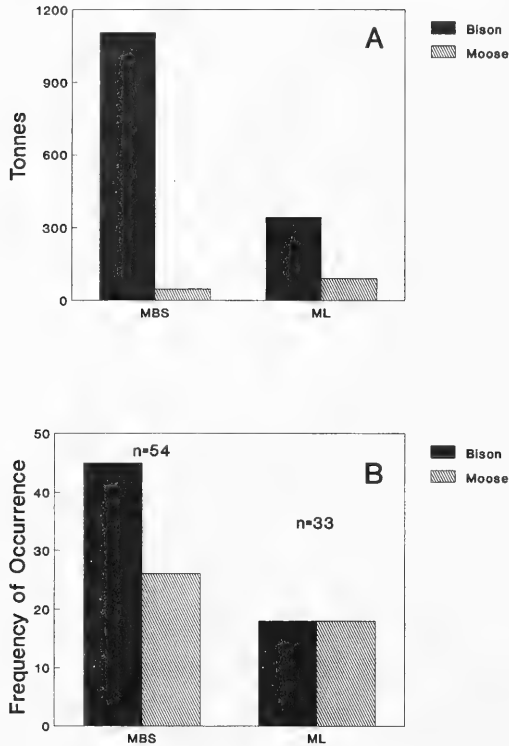 1200
900
600
300
0
Tonnes
A
Bison
Moose
MBS
ML
50
40
30
20
10
0
Frequency of Occurrence
n=54
n=33
B
Bison
Moose
MBS
ML